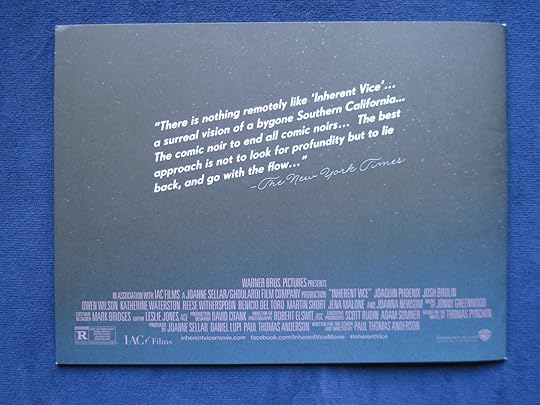 "There is nothing remotely like 'Inherent Vice'...
a surreal vision of a bygone Southern California...
The comic noir to end all comic noirs... The best
approach is not to look for profundity but to lie
back, and go with the flow..."
-The New York Times
WARNER BROS. PICTURES PRESENTS
IN ASSOCIATION WITH IAC FILMS A JOANNE SELLAR/GHOULARDI FILM COMPANY PRODUCTION "INHERENT VICE" JOAQUIN PHOENIX JOSH BROLIN
OWEN WILSON KATHERINE WATERSTON REESE WITHERSPOON BENICIO DEL TORO MARTIN SHORT JENA MALONE AND JOANNA NEWSOM MUSIC BY JONNY GREENWOOD
COSTUME DESIGNER MARK BRIDGES EDITOR LESLIE JONES, ACE PRODUCTION DESIGNER DAVID CRANK DIRECTOR OF PHOTOGRAPHY ROBERT ELSWIT, ASC EXECUTIVE PRODUCERS SCOTT RUDIN ADAM SOMNER THOMAS PYNCHON
PRODUCED BY JOANNE SELLAR DANIEL LUPI PAUL THOMAS ANDERSON WRITTEN FOR THE SCREEN AND DIRECTED BY PAUL THOMAS ANDERSON
R RESTRICTED
IAC Films inherentvicemovie.com facebook.com/InherentViceMovie #InherentVice